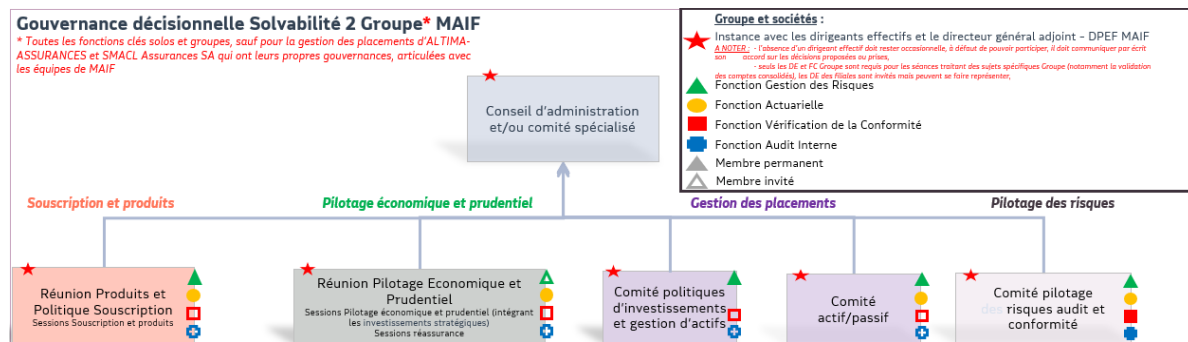 Gouvernance décisionnelle Solvabilité 2 Groupe* MAIF
* Toutes les fonctions clés solos et groupes, sauf pour la gestion des placements d'ALTIMA-
ASSURANCES et SMACL Assurances SA qui ont leurs propres gouvernances, articulées avec
les équipes de MAIF
Groupe et sociétés :
Instance avec les dirigeants effectifs et le directeur général adjoint – DPEF MAIF
A NOTER : - l'absence d'un dirigeant effectif doit rester occasionnelle, à défaut de pouvoir participer, il doit communiquer par écrit
son accord sur les décisions proposées ou prises,
- seuls les DE et FC Groupe sont requis pour les séances traitant des sujets spécifiques Groupe (notamment la validation
des comptes consolidés), les DE des filiales sont invités mais peuvent se faire représenter,
Fonction Gestion des Risques
Fonction Actuarielle
Fonction Vérification de la Conformité
Fonction Audit Interne
Membre permanent
Membre invité
Conseil d'administration
et/ou comité spécialisé
Souscription et produits
Pilotage économique et prudentiel
Gestion des placements
Pilotage des risques
Réunion Produits et
Politique Souscription
Sessions Souscription et produits
Réunion Pilotage Economique et
Prudentiel
Sessions Pilotage économique et prudentiel (intégrant
les investissements stratégiques)
Sessions réassurance
Comité politiques
d'investissements
et gestion d'actifs
Comité
actif/passif
Comité pilotage
risques audit et
conformité